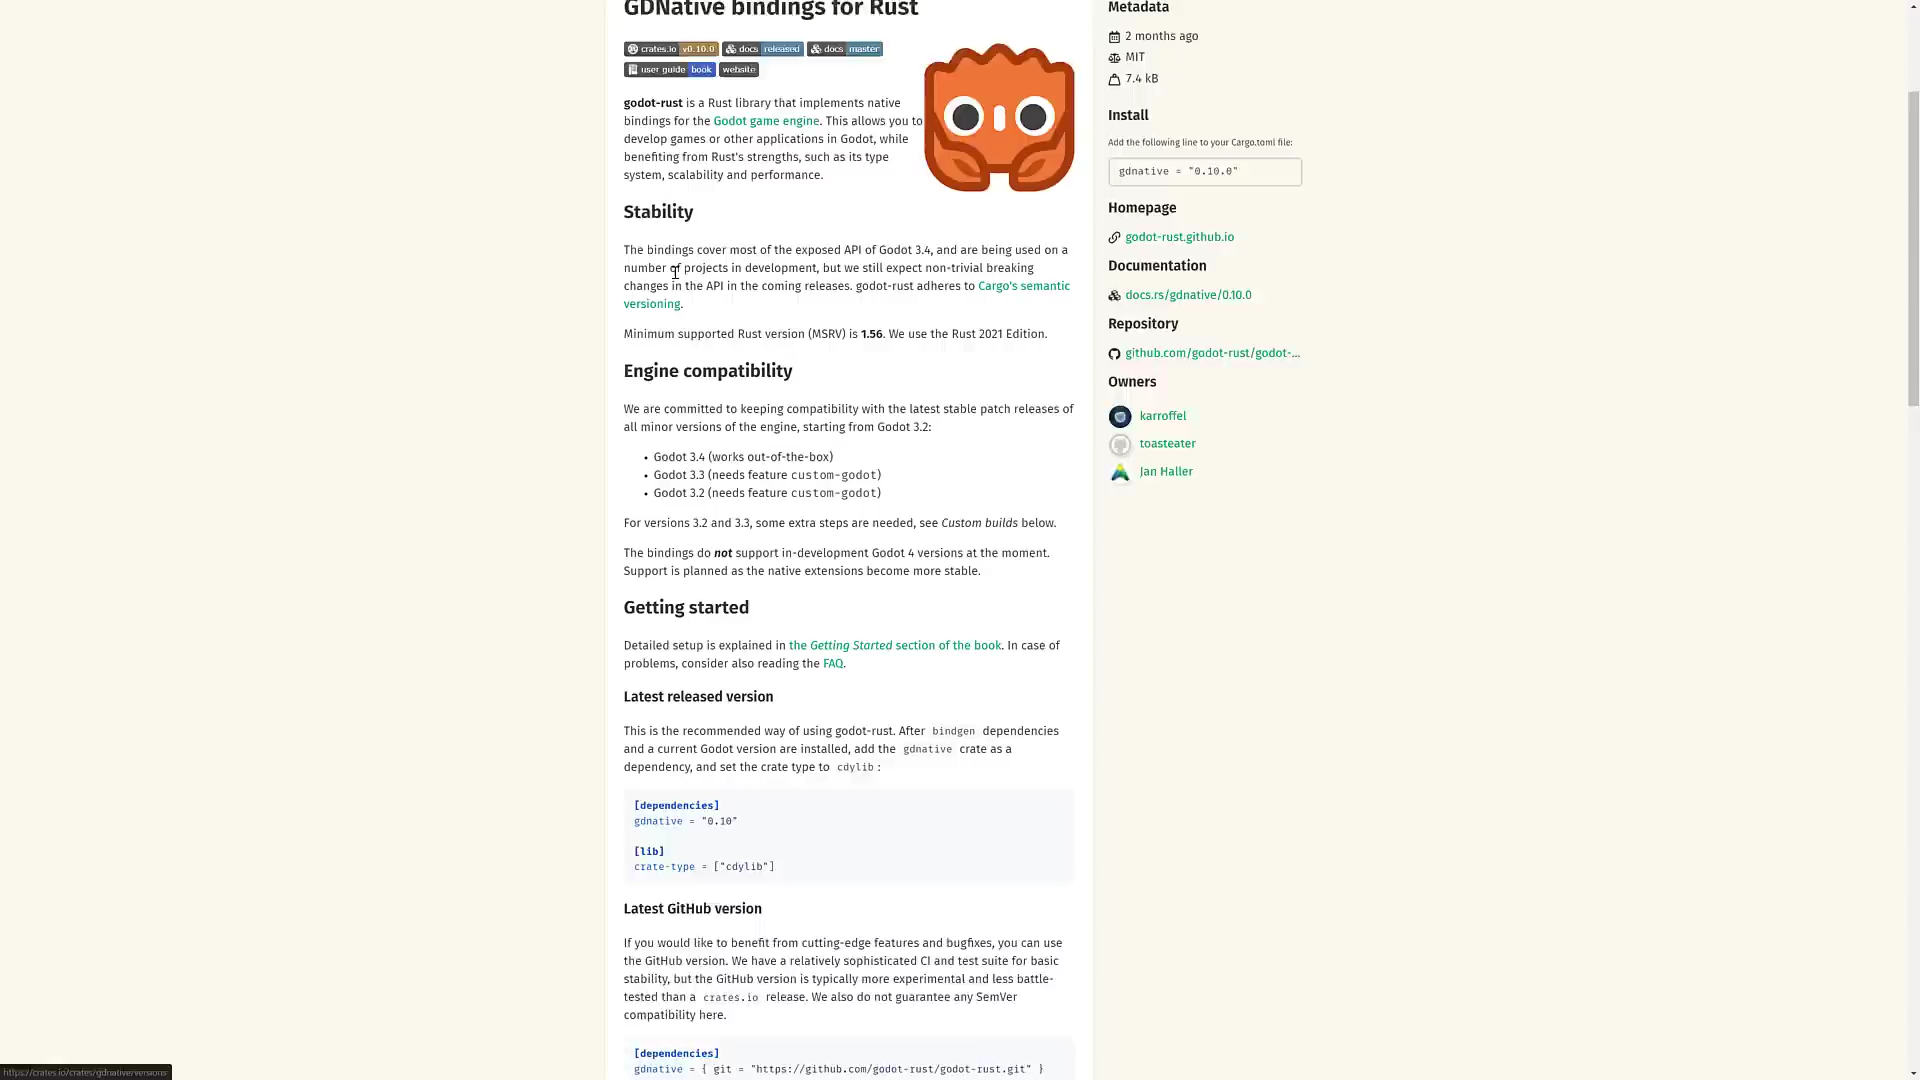 GDNative bindings for Rust
crates.io v0.10.0 docs released docs master
user guide book website
godot-rust is a Rust library that implements native
bindings for the Godot game engine. This allows you to
develop games or other applications in Godot, while
benefiting from Rust's strengths, such as its type
system, scalability and performance.
Stability
The bindings cover most of the exposed API of Godot 3.4, and are being used on a
number of projects in development, but we still expect non-trivial breaking
changes in the API in the coming releases. godot-rust adheres to Cargo's semantic
versioning.
Minimum supported Rust version (MSRV) is 1.56. We use the Rust 2021 Edition.
Engine compatibility
We are committed to keeping compatibility with the latest stable patch releases of
all minor versions of the engine, starting from Godot 3.2:
• Godot 3.4 (works out-of-the-box)
• Godot 3.3 (needs feature custom-godot)
• Godot 3.2 (needs feature custom-godot)
For versions 3.2 and 3.3, some extra steps are needed, see Custom builds below.
The bindings do not support in-development Godot 4 versions at the moment.
Support is planned as the native extensions become more stable.
Getting started
Detailed setup is explained in the Getting Started section of the book. In case of
problems, consider also reading the FAQ.
Latest released version
This is the recommended way of using godot-rust. After bindgen dependencies
and a current Godot version are installed, add the gdnative crate as a
dependency, and set the crate type to cdylib :
[dependencies]
gdnative = "0.10"
[lib]
crate-type = ["cdylib"]
Latest GitHub version
If you would like to benefit from cutting-edge features and bugfixes, you can use
the GitHub version. We have a relatively sophisticated CI and test suite for basic
stability, but the GitHub version is typically more experimental and less battle-
tested than a crates.io release. We also do not guarantee any SemVer
compatibility here.
[dependencies]
gdnative = { git = "https://github.com/godot-rust/godot-rust.git" }
Metadata
2 months ago
MIT
7.4 kB
Install
Add the following line to your Cargo.toml file:
gdnative = "0.10.0"
Homepage
godot-rust.github.io
Documentation
docs.rs/gdnative/0.10.0
Repository
github.com/godot-rust/godot-...
Owners
karroffel
toasteater
Jan Haller
https://crates.io/crates/gdnative/versions